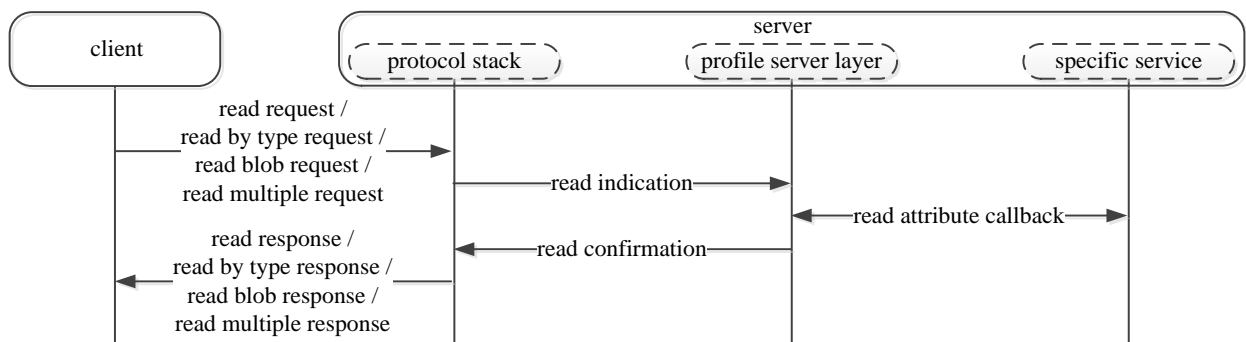 client
server
protocol stack
profile server layer
specific service
read request /
read by type request /
read blob request /
read multiple request
read indication
read attribute callback
read confirmation
read response /
read by type response /
read blob response /
read multiple response